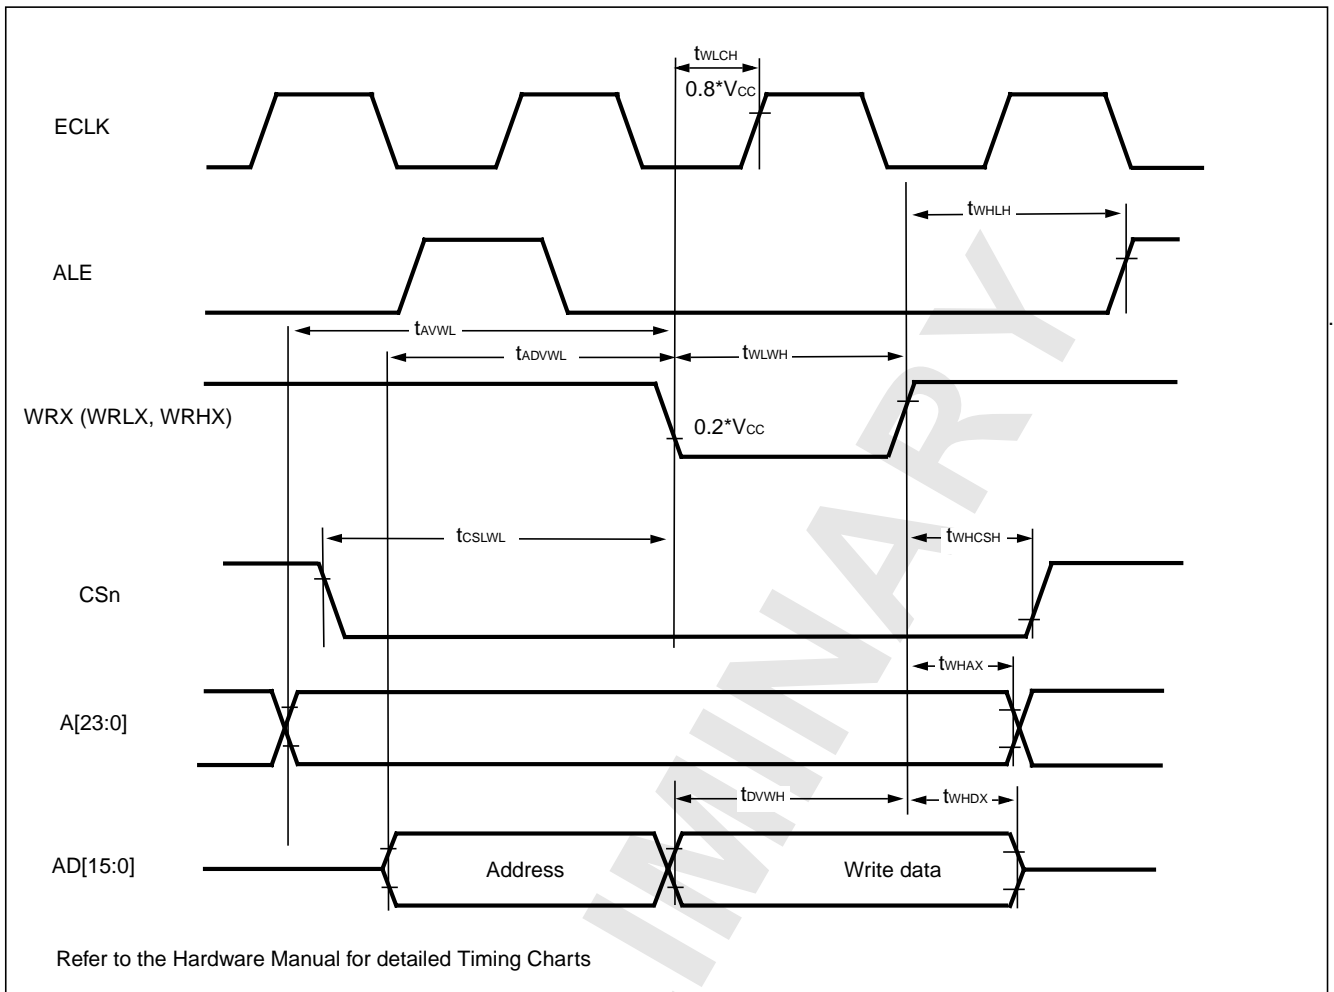 tWLCH
0.8*VCC
ECLK
tWHLH
ALE
tAVWL
tADVWL
tWLWH
WRX (WRLX, WRHX)
0.2*VCC
tCSLWL
tWHCSH
CSn
tWHAX
A[23:0]
tDVWH
tWHDX
AD[15:0]
Address
Write data
Refer to the Hardware Manual for detailed Timing Charts
IMINARY